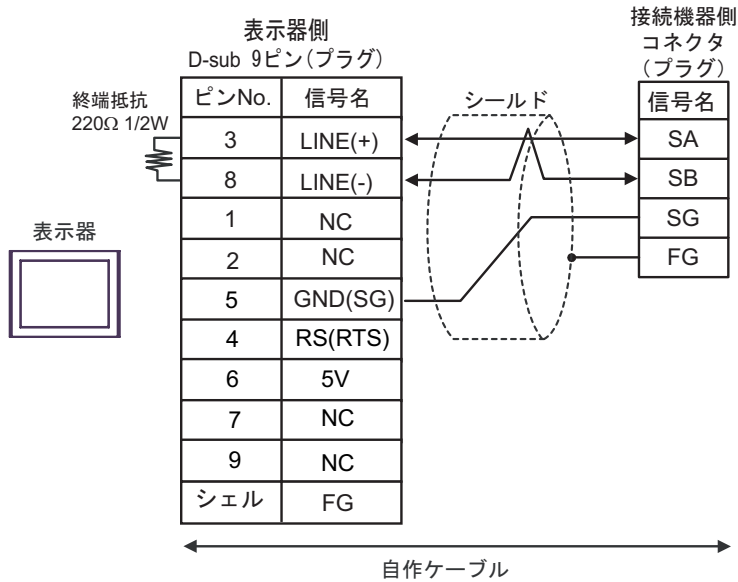 表示器側
D-sub 9ピン(プラグ)
接続機器側
コネクタ
(プラグ)
終端抵抗
220Ω 1/2W
表示器
ピンNo. 信号名
3 LINE(+)
8 LINE(-)
1 NC
2 NC
5 GND(SG)
4 RS(RTS)
6 5V
7 NC
9 NC
シェル FG
シールド
信号名
SA
SB
SG
FG
自作ケーブル